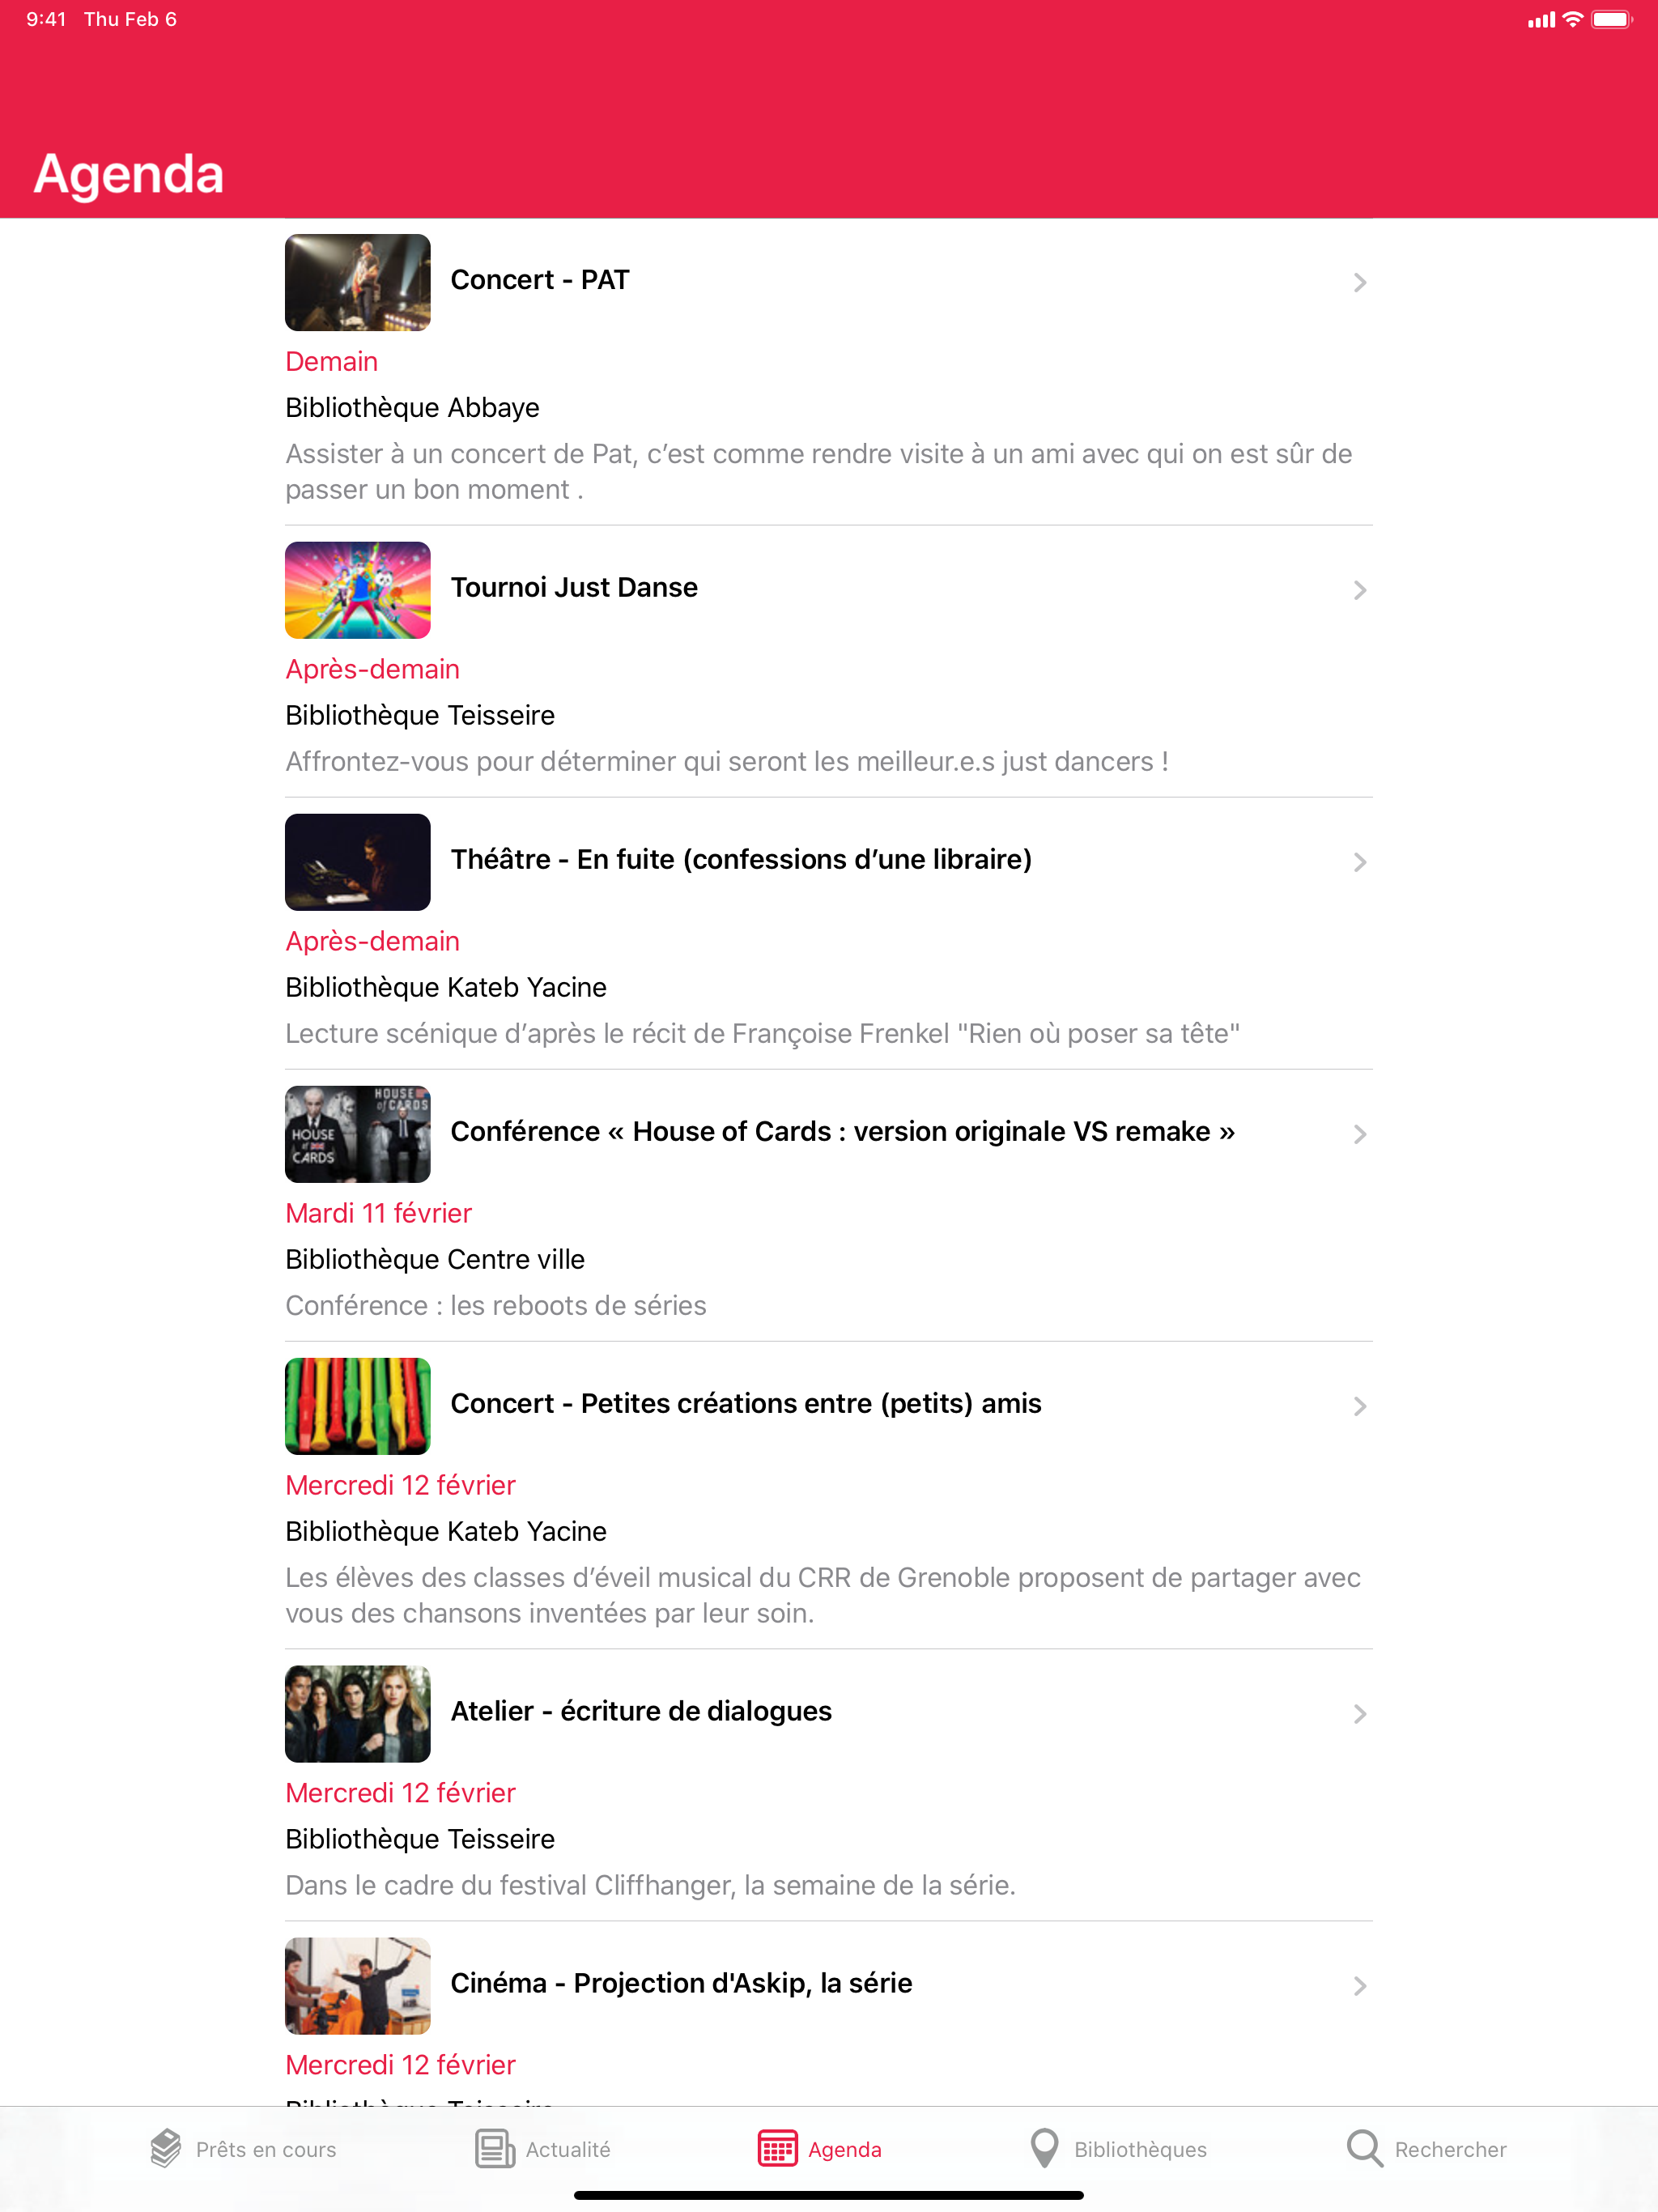 9:41 Thu Feb 6
Agenda
Concert - PAT
Demain
Bibliothèque Abbaye
Assister à un concert de Pat, c’est comme rendre visite à un ami avec qui on est sûr de
passer un bon moment .
Tournoi Just Danse
Après-demain
Bibliothèque Teisseire
Affrontez-vous pour déterminer qui seront les meilleur.e.s just dancers !
Théâtre - En fuite (confessions d’une libraire)
Après-demain
Bibliothèque Kateb Yacine
Lecture scénique d’après le récit de Françoise Frenkel "Rien où poser sa tête"
HOUSE
of CARDS
HOUSE
of
CARDS
Conférence « House of Cards : version originale VS remake »
Mardi 11 février
Bibliothèque Centre ville
Conférence : les reboots de séries
Concert - Petites créations entre (petits) amis
Mercredi 12 février
Bibliothèque Kateb Yacine
Les élèves des classes d’éveil musical du CRR de Grenoble proposent de partager avec
vous des chansons inventées par leur soin.
Atelier - écriture de dialogues
Mercredi 12 février
Bibliothèque Teisseire
Dans le cadre du festival Cliffhanger, la semaine de la série.
Cinéma - Projection d'Askip, la série
Mercredi 12 février
Bibliothèque Teisseire
Prêts en cours
Actualité
Agenda
Bibliothèques
Rechercher